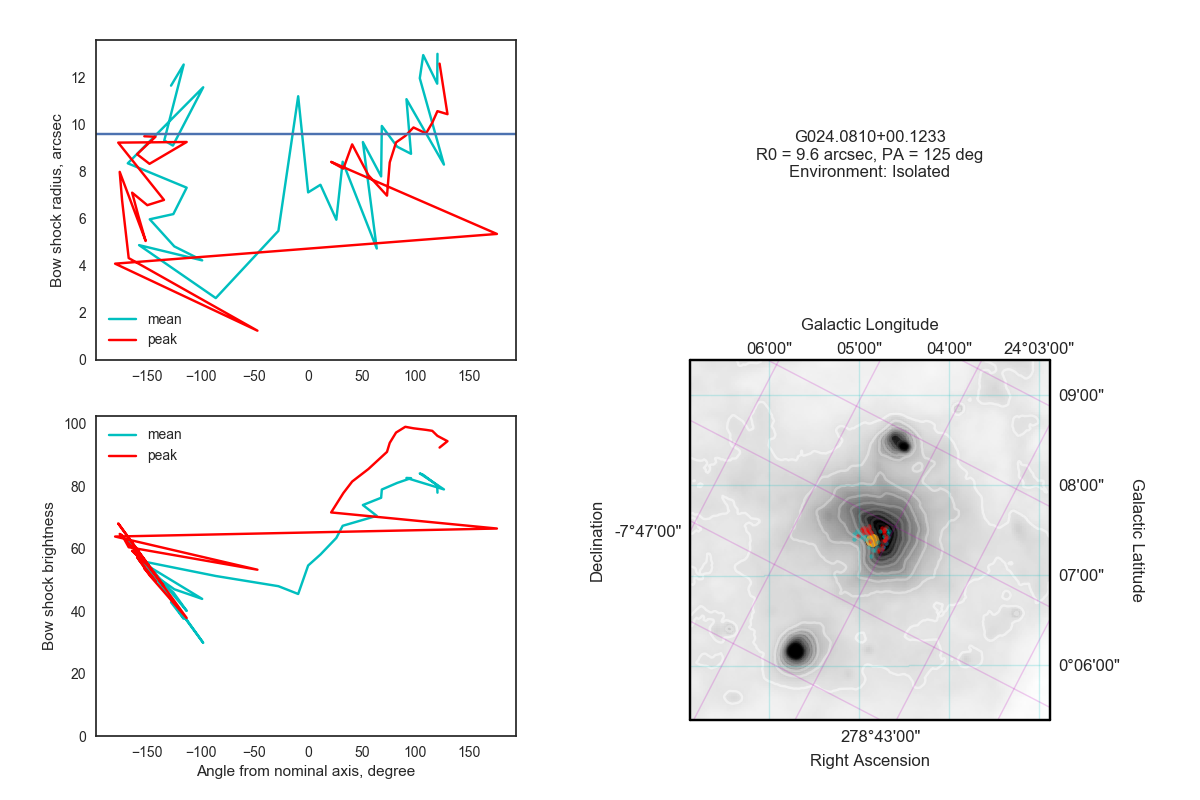 12
10
8
6
4
2
0
Bow shock radius, arcsec
mean
peak
−150
−100
−50
0
50
100
150
100
80
60
40
20
0
Bow shock brightness
mean
peak
−150
−100
−50
0
50
100
150
Angle from nominal axis, degree
G024.0810+00.1233
R0 = 9.6 arcsec, PA = 125 deg
Environment: Isolated
Galactic Longitude
06'00"
05'00"
04'00"
24°03'00"
09'00"
08'00"
07'00"
0°06'00"
Galactic Latitude
-7°47'00"
Declination
278°43'00"
Right Ascension